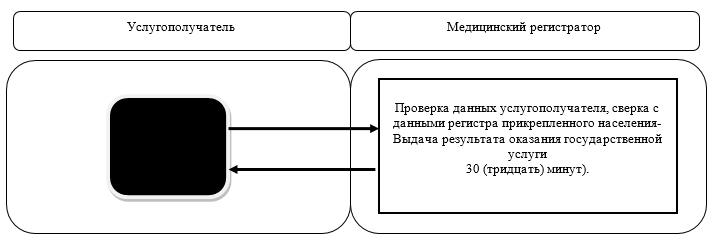 Услугополучатель
Медицинский регистратор
Проверка данных услугополучателя, сверка с
данными регистра прикрепленного населения-
Выдача результата оказания государственной
услуги
30 (тридцать) минут).